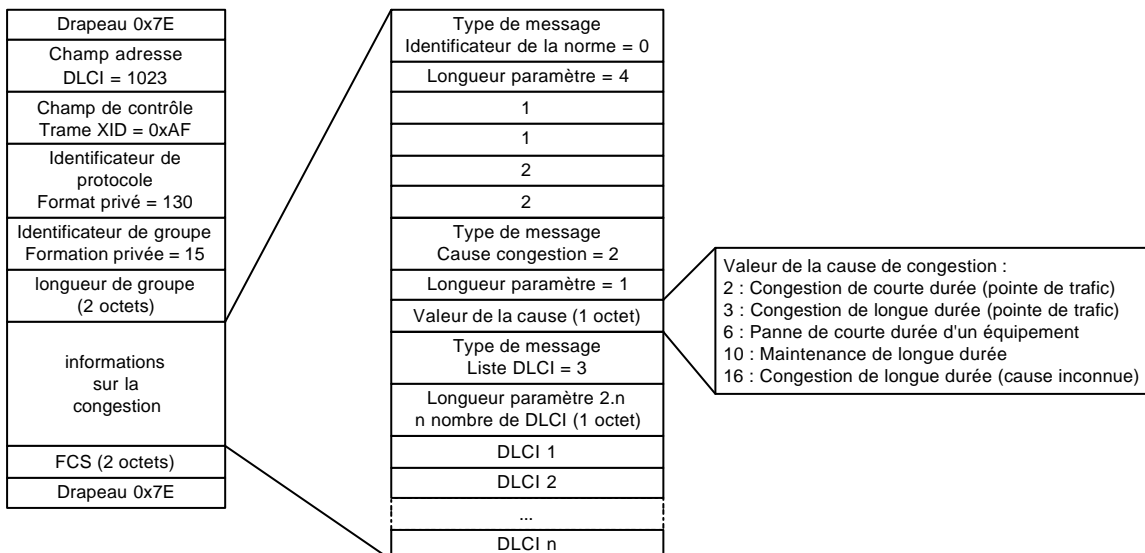 Drapeau 0x7E
Champ adresse
DLCI = 1023
Champ de contrôle
Trame XID = 0xAF
Identificateur de
protocole
Format privé = 130
Identificateur de groupe
Formation privée = 15
longueur de groupe
(2 octets)
informations
sur la
congestion
FCS (2 octets)
Drapeau 0x7E
Type de message
Identificateur de la norme = 0
Longueur paramètre = 4
1
1
2
2
Type de message
Cause congestion = 2
Longueur paramètre = 1
Valeur de la cause (1 octet)
Type de message
Liste DLCI = 3
Longueur paramètre 2.n
n nombre de DLCI (1 octet)
DLCI 1
DLCI 2
...
DLCI n
Valeur de la cause de congestion :
2 : Congestion de courte durée (pointe de trafic)
3 : Congestion de longue durée (pointe de trafic)
6 : Panne de courte durée d'un équipement
10 : Maintenance de longue durée
16 : Congestion de longue durée (cause inconnue)